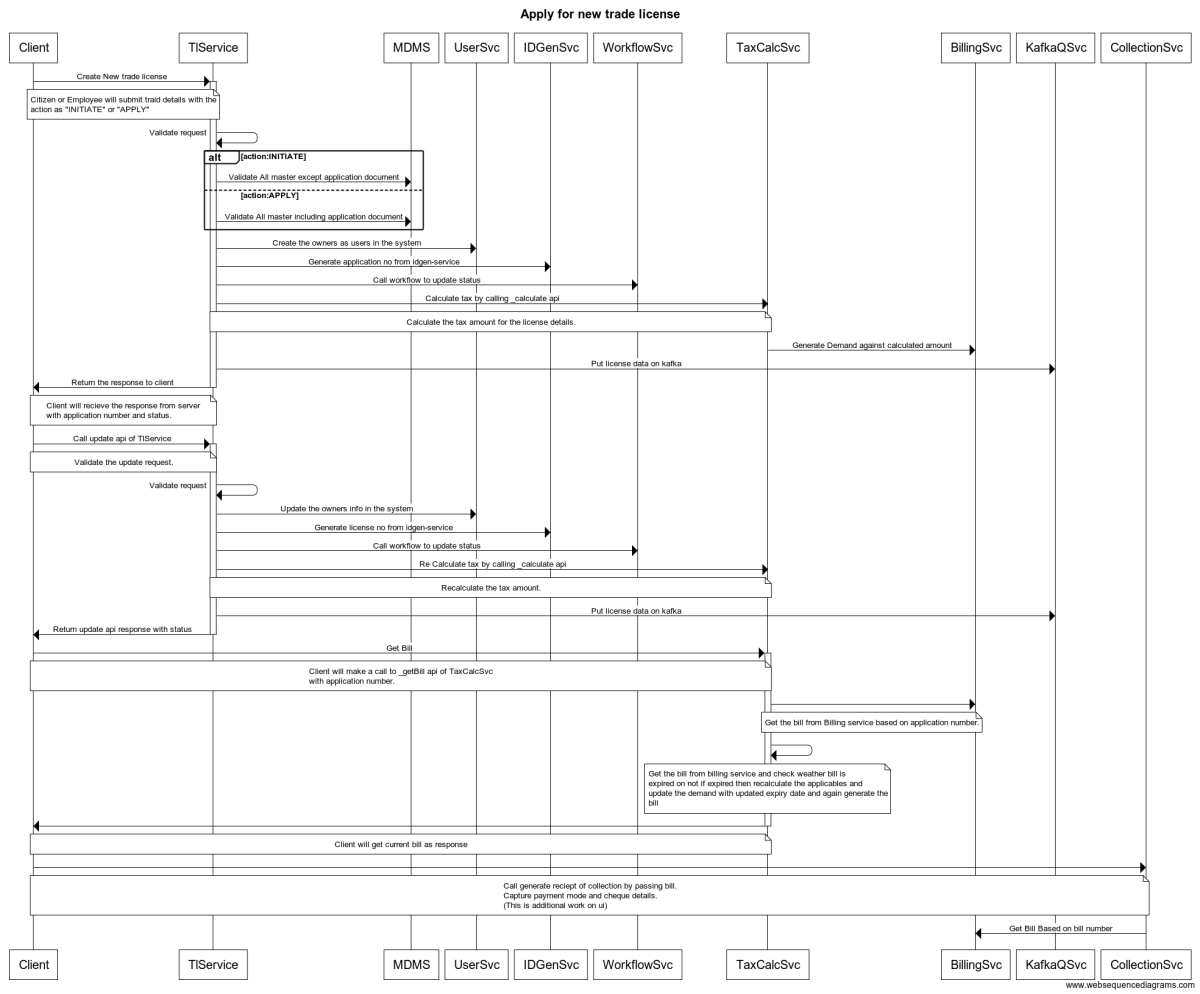 Apply for new trade license
Client TlService MDMS UserSvc IDGenSvc WorkflowSvc TaxCalcSvc BillingSvc KafkaQSvc CollectionSvc
Create New trade license
Citizen or Employee will submit traid details with the
action as "INITIATE" or "APPLY"
Validate request
alt [action:INITIATE]
Validate All master except application document
[action:APPLY]
Validate All master including application document
Create the owners as users in the system
Generate application no from idgen-service
Call workflow to update status
Calculate tax by calling _calculate api
Calculate the tax amount for the license details.
Generate Demand against calculated amount
Put license data on kafka
Return the response to client
Client will recieve the response from server
with application number and status.
Call update api of TlService
Validate the update request.
Validate request
Update the owners info in the system
Generate license no from idgen-service
Call workflow to update status
Re Calculate tax by calling _calculate api
Recalculate the tax amount.
Put license data on kafka
Return update api response with status
Get Bill
Client will make a call to _getBill api of TaxCalcSvc
with application number.
Get the bill from Billing service based on application number.
Get the bill from billing service and check weather bill is
expired on not if expired then recalculate the applicables and
update the demand with updated expiry date and again generate the
bill
Client will get current bill as response
Call generate reciept of collection by passing bill.
Capture payment mode and cheque details.
(This is additional work on ui)
Get Bill Based on bill number
Client TlService MDMS UserSvc IDGenSvc WorkflowSvc TaxCalcSvc BillingSvc KafkaQSvc CollectionSvc
www.websequencediagrams.com